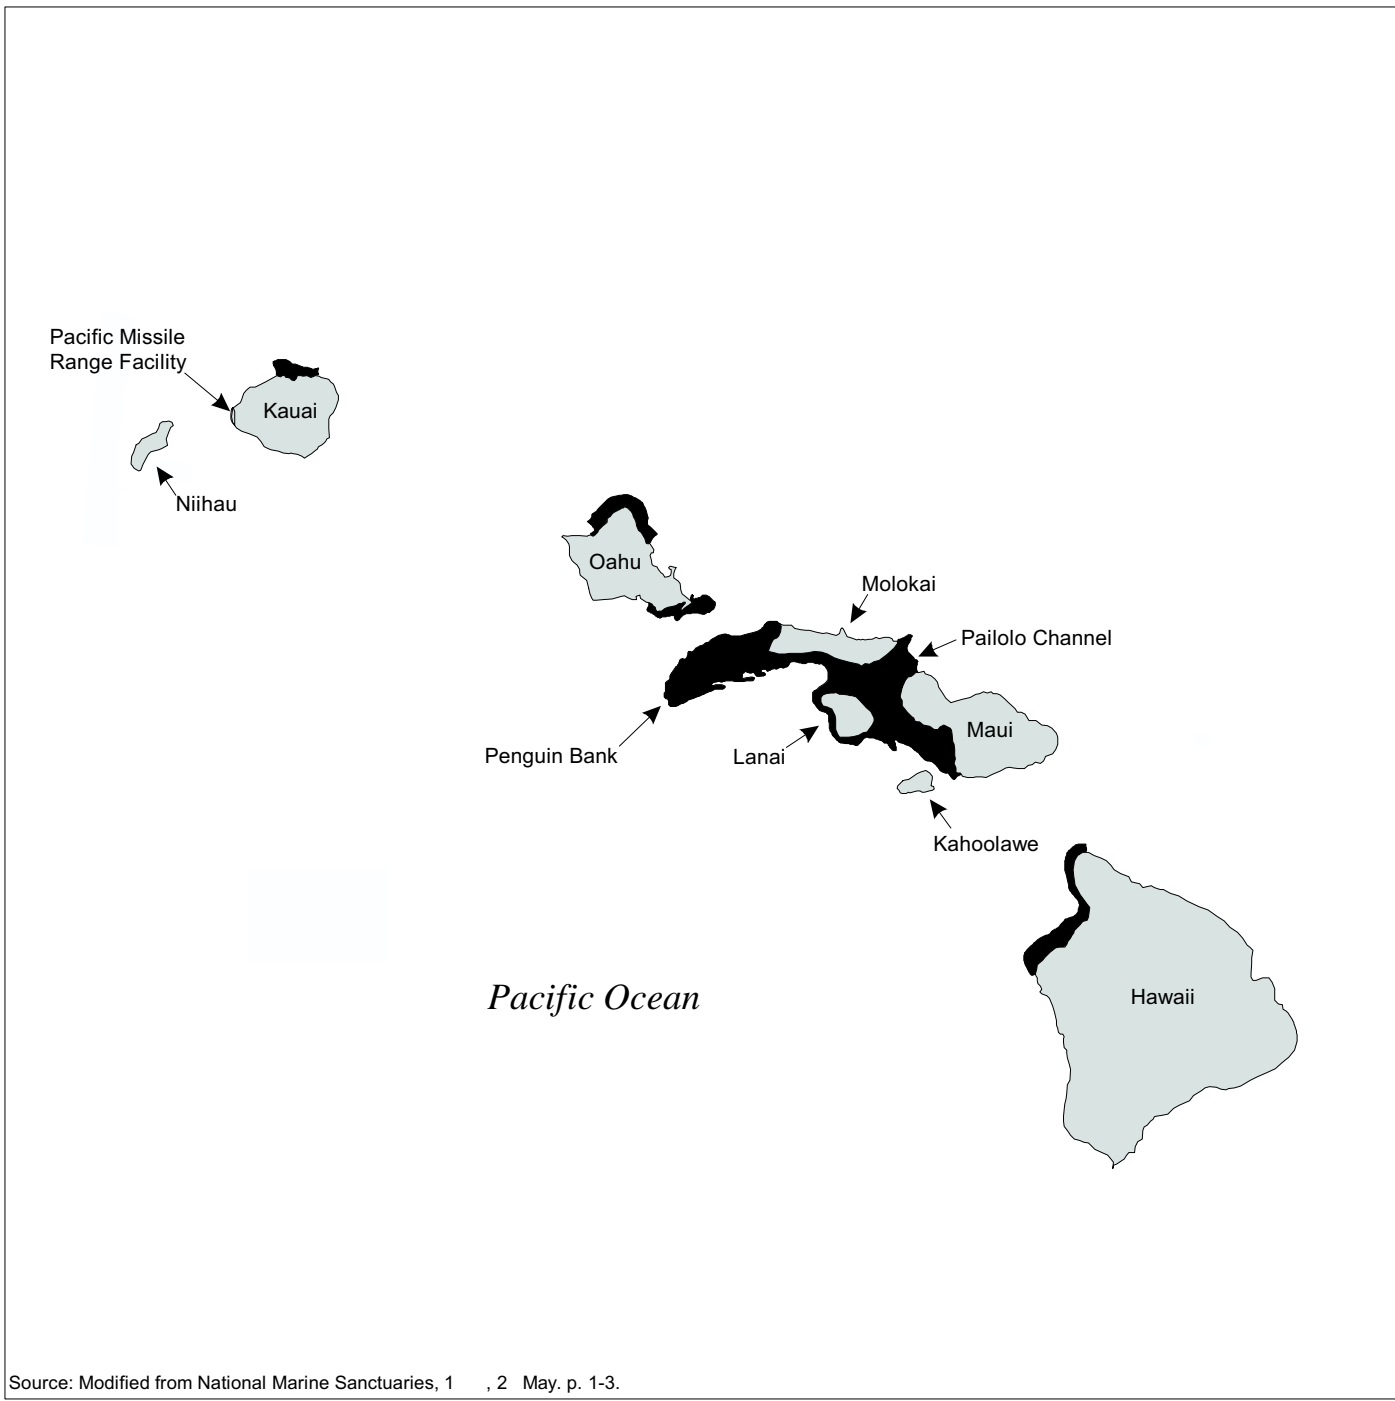 Pacific Missile
Range Facility
Kauai
Niihau
Oahu
Molokai
Pailolo Channel
Maui
Penguin Bank
Lanai
Kahoolawe
Hawaii
Pacific Ocean
Source: Modified from National Marine Sanctuaries, 1 , 2 May. p. 1-3.